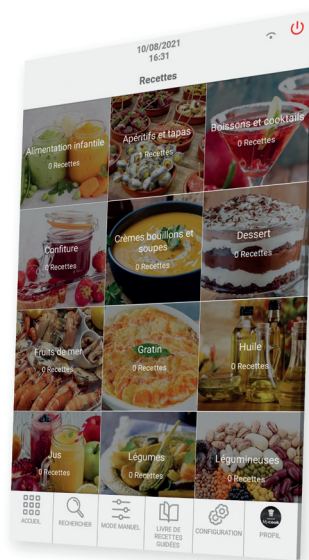 10/08/2021
16:31
Recettes
Alimentation infantile
0 Recettes
Apéritifs et tapas
Boissons et cocktails
0 Recettes
Confiture
0 Recettes
Crèmes bouillons et
soupes
0 Recettes
Dessert
0 Recettes
Fruits de mer
0 Recettes
Gratin
0 Recettes
Huile
0 Recettes
Jus
0 Recettes
Légumes
0 Recettes
Légumineuses
0 Recettes
ACCUEIL
RECHERCHER
MODE MANUEL
LIVRE DE
RECETTES
GUIDÉES
CONFIGURATION
PROFIL